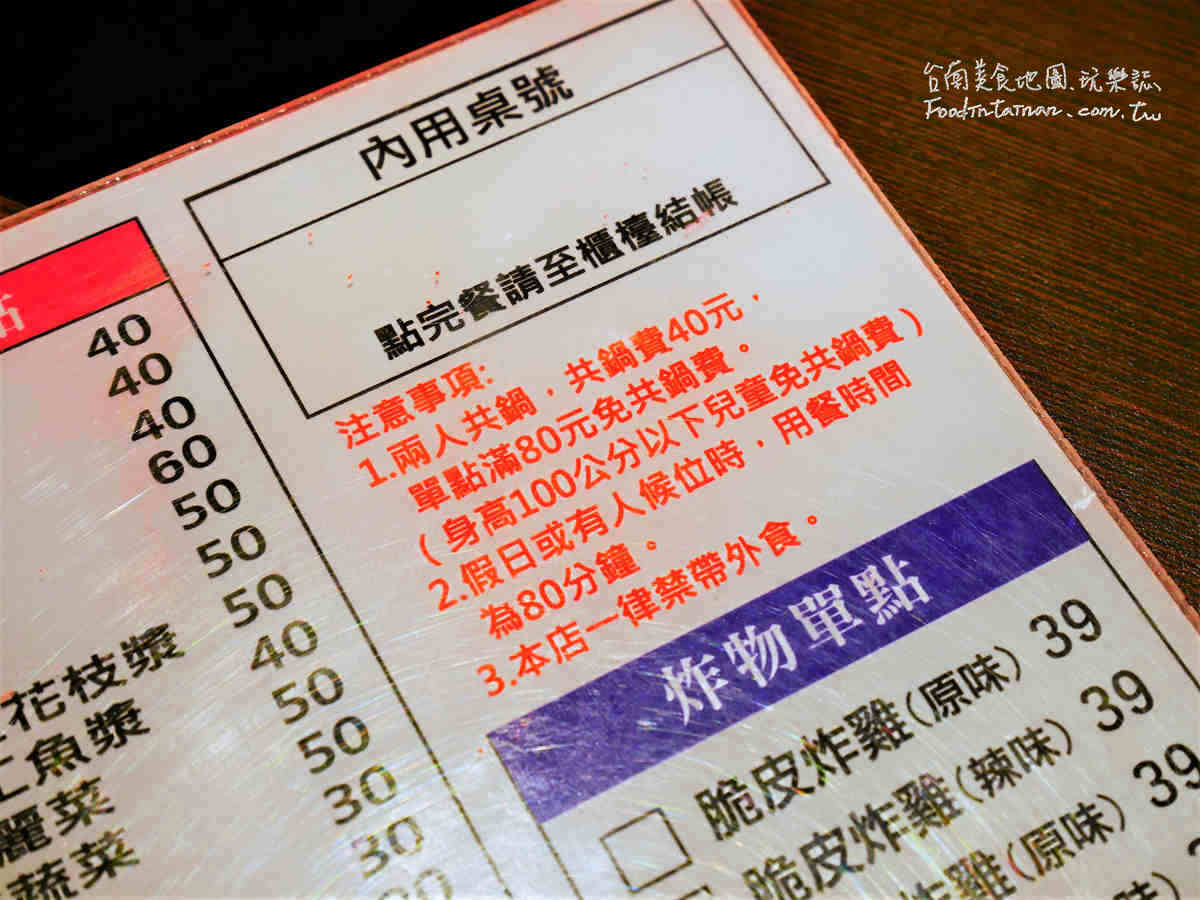 台南美食地圖.玩樂誌
Foodintainan.com.tw
內用桌號
點完餐請至櫃檯結帳
注意事項:
1.兩人共鍋，共鍋費40元，
單點滿80元免共鍋費。
(身高100公分以下兒童免共鍋費)
2.假日或有人候位時，用餐時間
為80分鐘。
3.本店一律禁帶外食。
點
40
40
40
60
50
50
50
花枝漿 40
魚漿 50
50
麗菜 30
蔬菜 30
炸物單點
脆皮炸雞(原味) 39
脆皮炸雞(辣味) 39
炸雞(原味) 39
味)